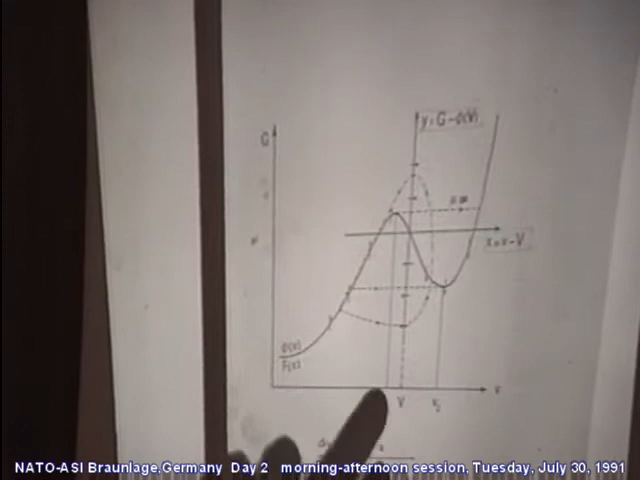 y = G - Φ(V)
G
x = v - V
Φ(v)
v
V
v₂
NATO-ASI Braunlage,Germany Day 2 morning-afternoon session, Tuesday, July 30, 1991